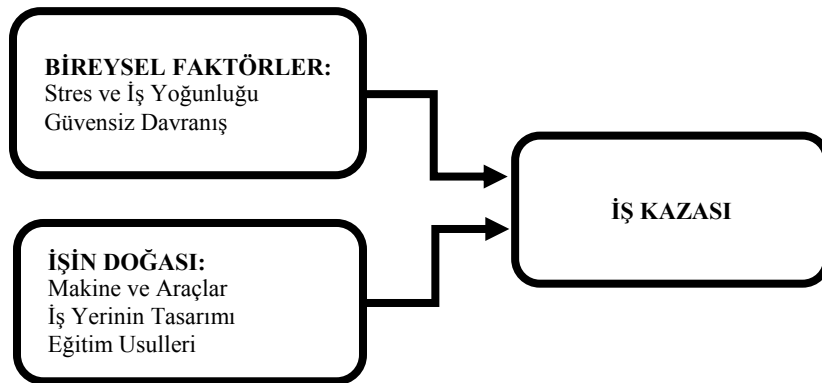 BİREYSEL FAKTÖRLER:
Stres ve İş Yoğunluğu
Güvensiz Davranış
İŞ KAZASI
İŞİN DOĞASI:
Makine ve Araçlar
İş Yerinin Tasarımı
Eğitim Usulleri